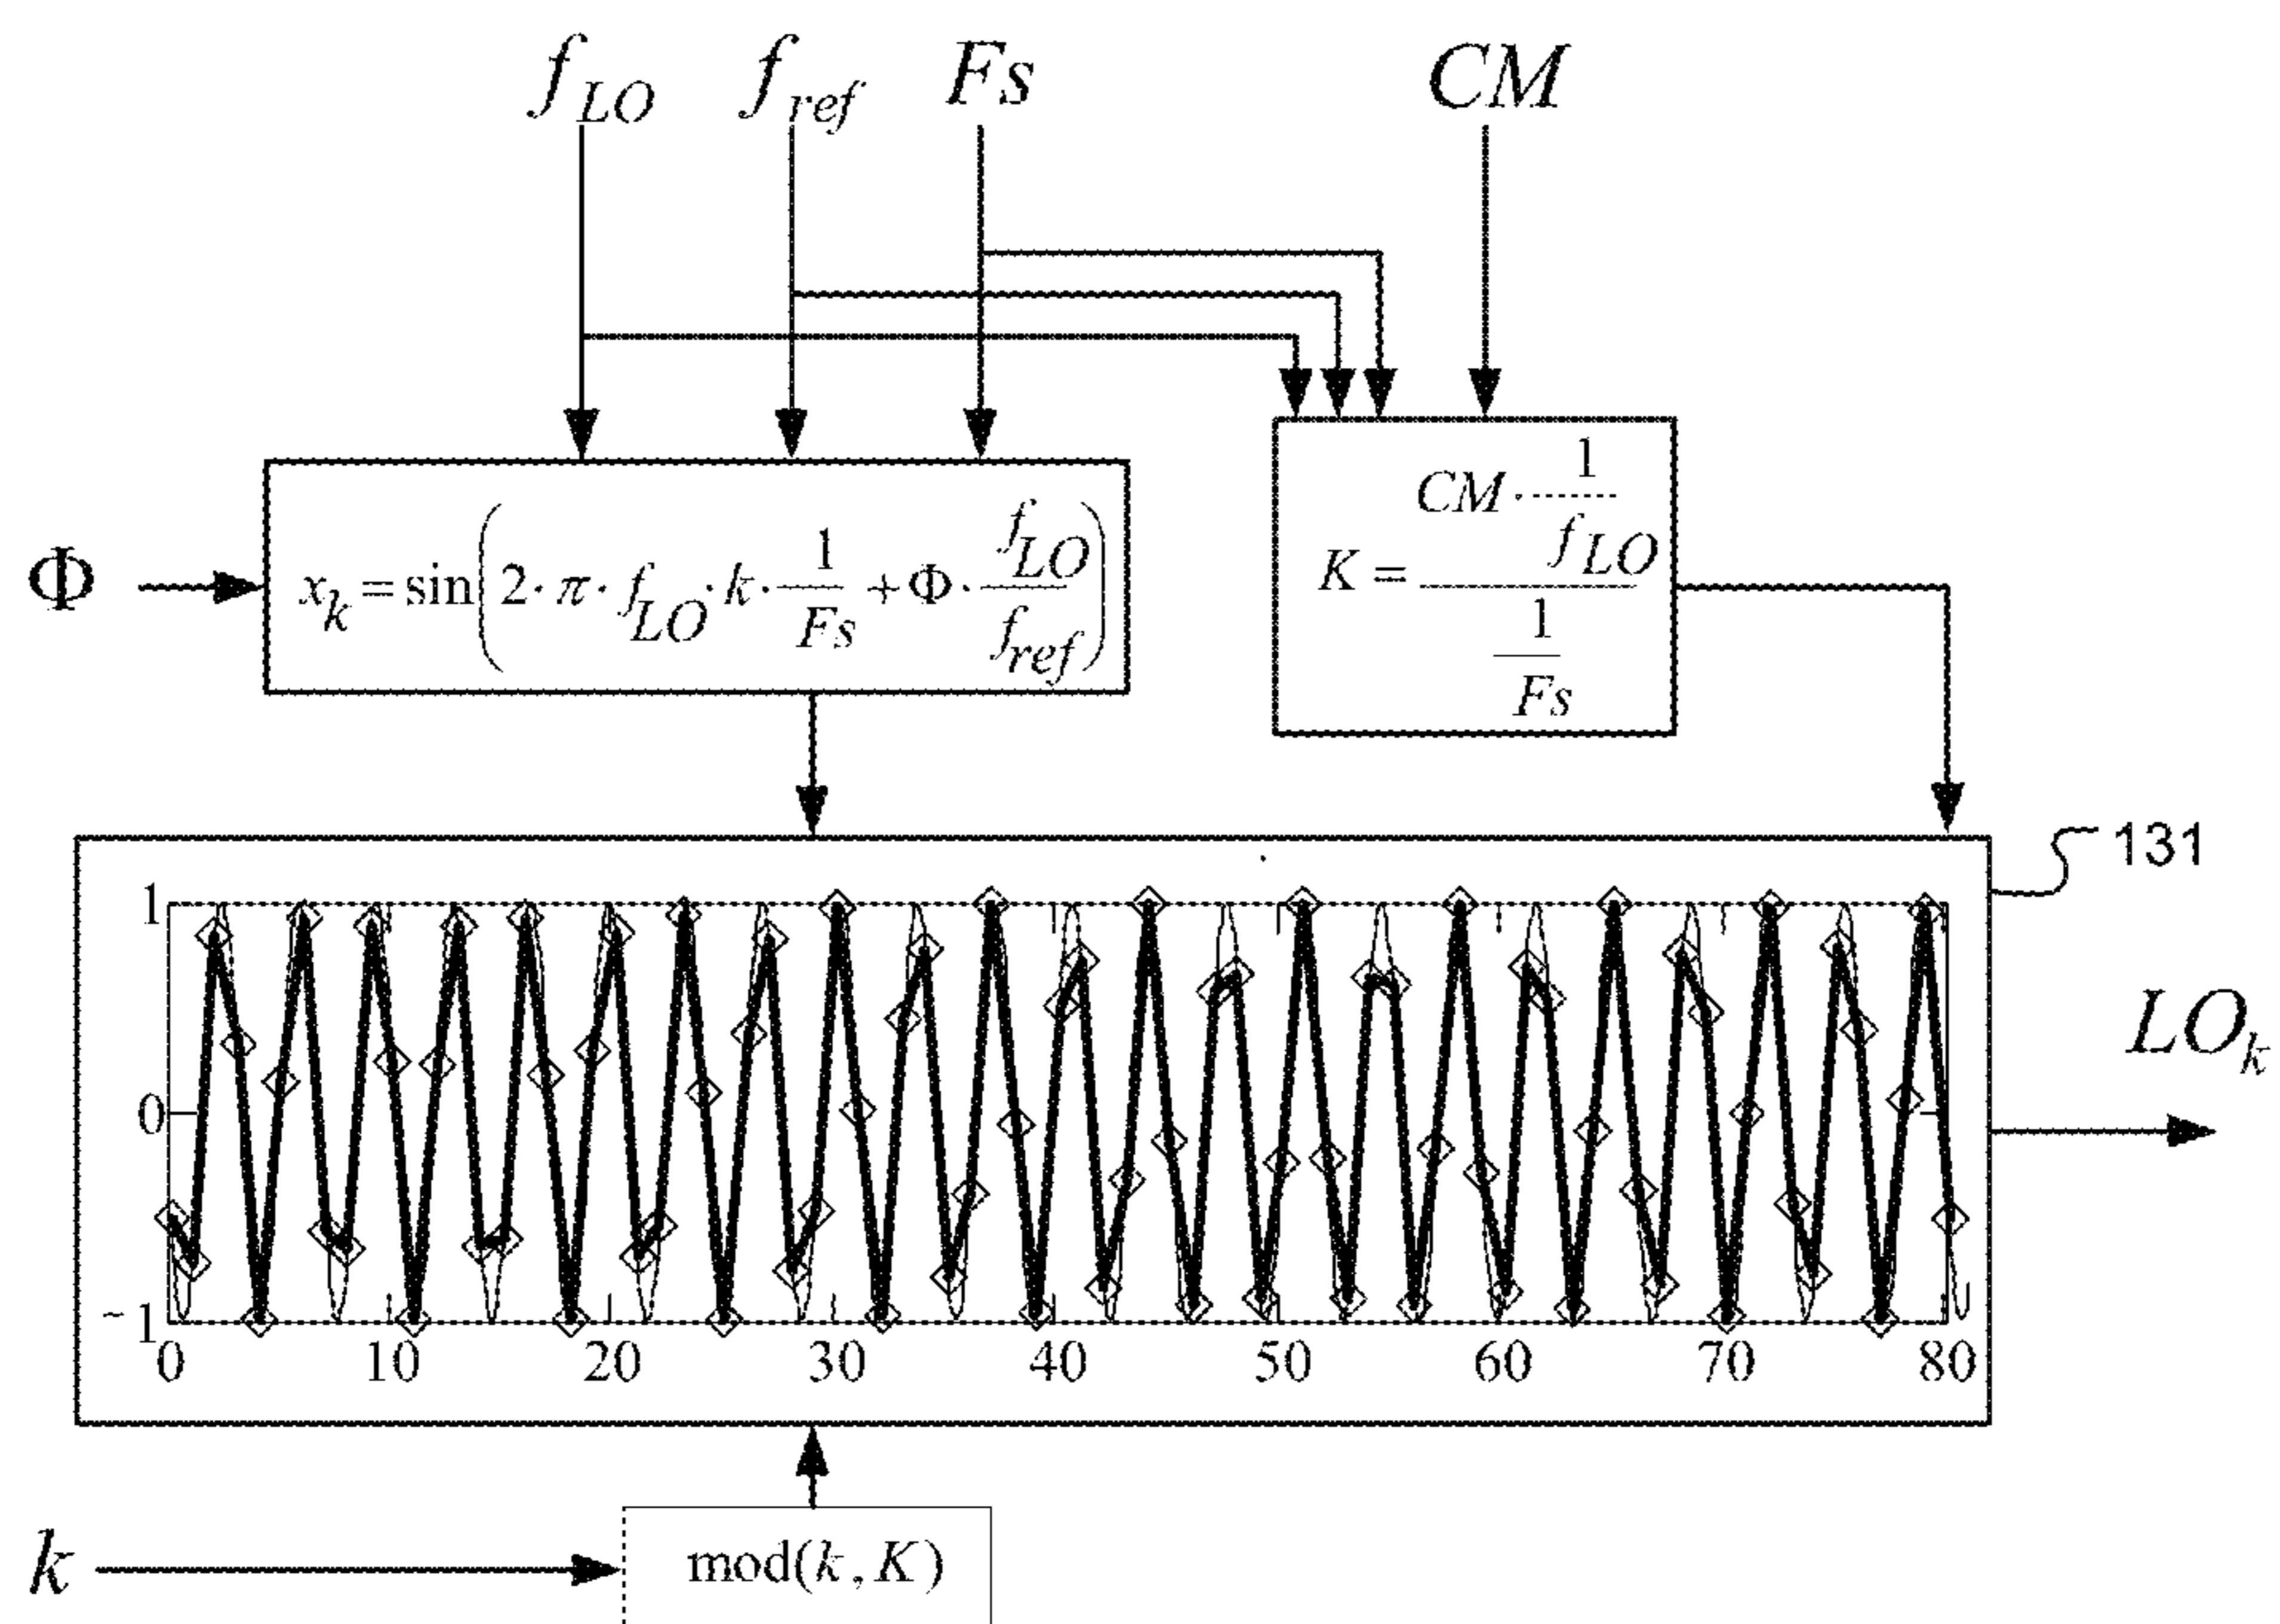 f_LO f_ref Fs CM
Φ
x_k = sin(2 · π · f_LO · k · 1/Fs + Φ · f_LO/f_ref)
K = (CM · 1/f_LO)/(1/Fs)
131
1
0
-1
0 10 20 30 40 50 60 70 80
LO_k
k
mod(k, K)